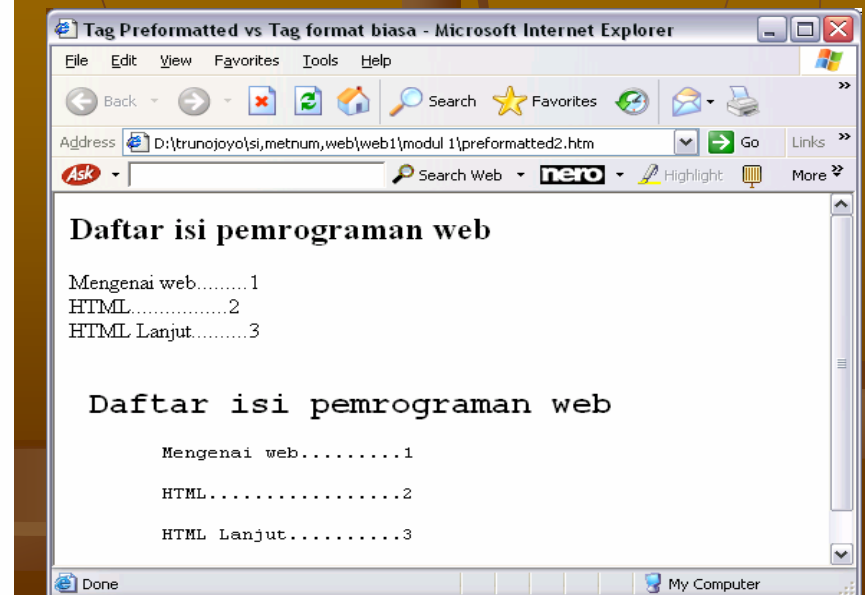 Tag Preformatted vs Tag format biasa - Microsoft Internet Explorer
File Edit View Favorites Tools Help
Back Search Favorites
Address D:\trunojoyo\si,metnum,web\web1\modul 1\preformatted2.htm Go Links
Ask Search Web nero Highlight More
Daftar isi pemrograman web
Mengenai web.........1
HTML.................2
HTML Lanjut..........3
Daftar isi pemrograman web
Mengenai web.........1
HTML.................2
HTML Lanjut..........3
Done My Computer